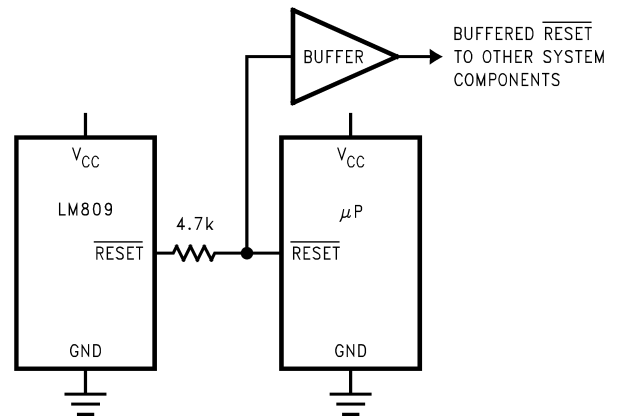 BUFFER
BUFFERED RESET
TO OTHER SYSTEM
COMPONENTS
VCC
LM809
RESET
GND
4.7k
VCC
μP
RESET
GND